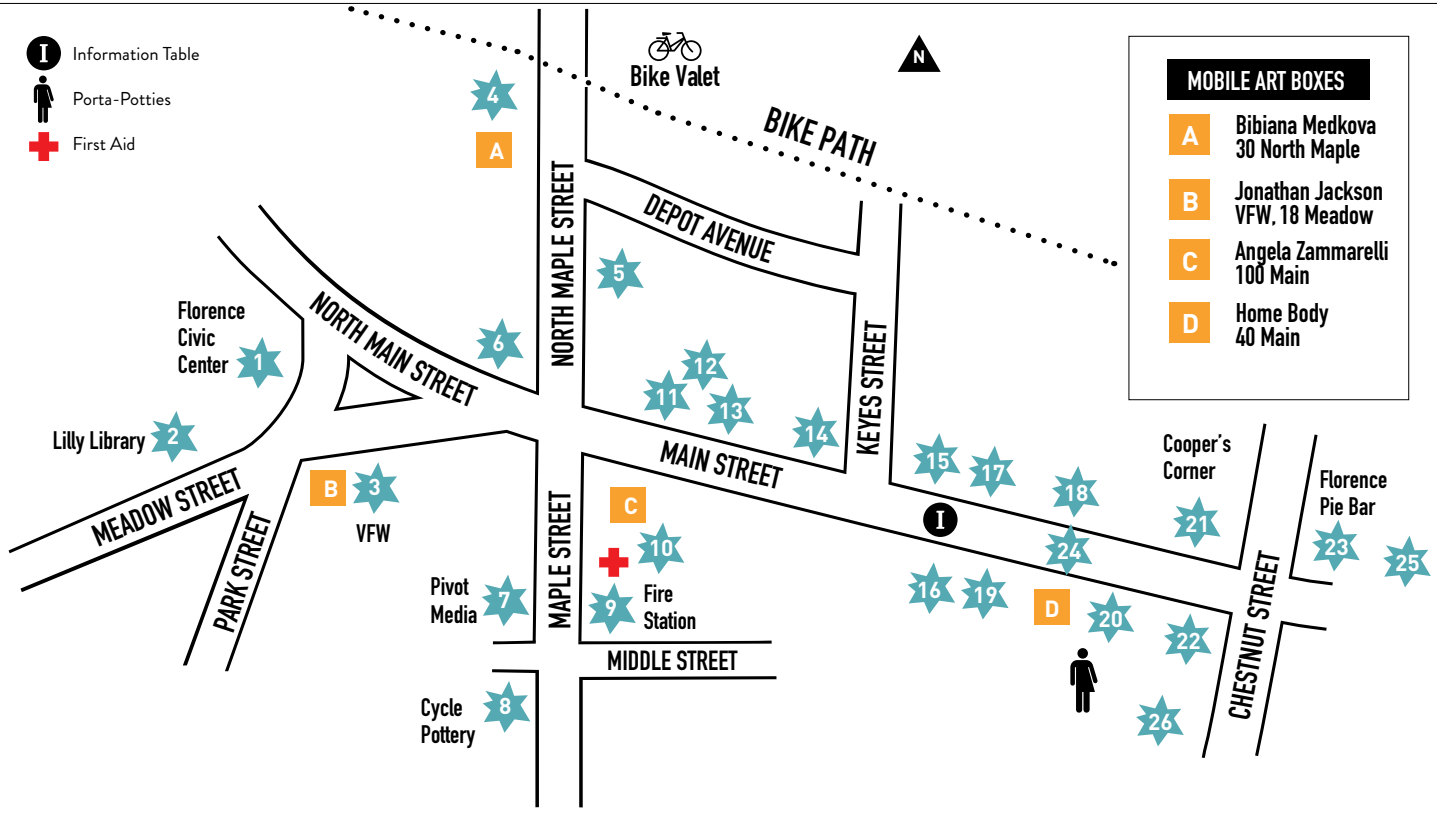 I Information Table
Porta-Potties
First Aid
4
A
Bike Valet
N
BIKE PATH
MOBILE ART BOXES
A Bibiana Medkova
30 North Maple
B Jonathan Jackson
VFW, 18 Meadow
C Angela Zammarelli
100 Main
D Home Body
40 Main
NORTH MAPLE STREET
DEPOT AVENUE
5
Florence
Civic
Center
1
NORTH MAIN STREET
6
KEYES STREET
12
11
13
14
Lilly Library
2
MEADOW STREET
PARK STREET
B
3
VFW
MAIN STREET
C
10
MAPLE STREET
Pivot
Media
7
9
Fire
Station
MIDDLE STREET
Cycle
Pottery
8
15
17
18
I
24
16
19
D
20
22
26
Cooper's
Corner
21
CHESTNUT STREET
Florence
Pie Bar
23
25